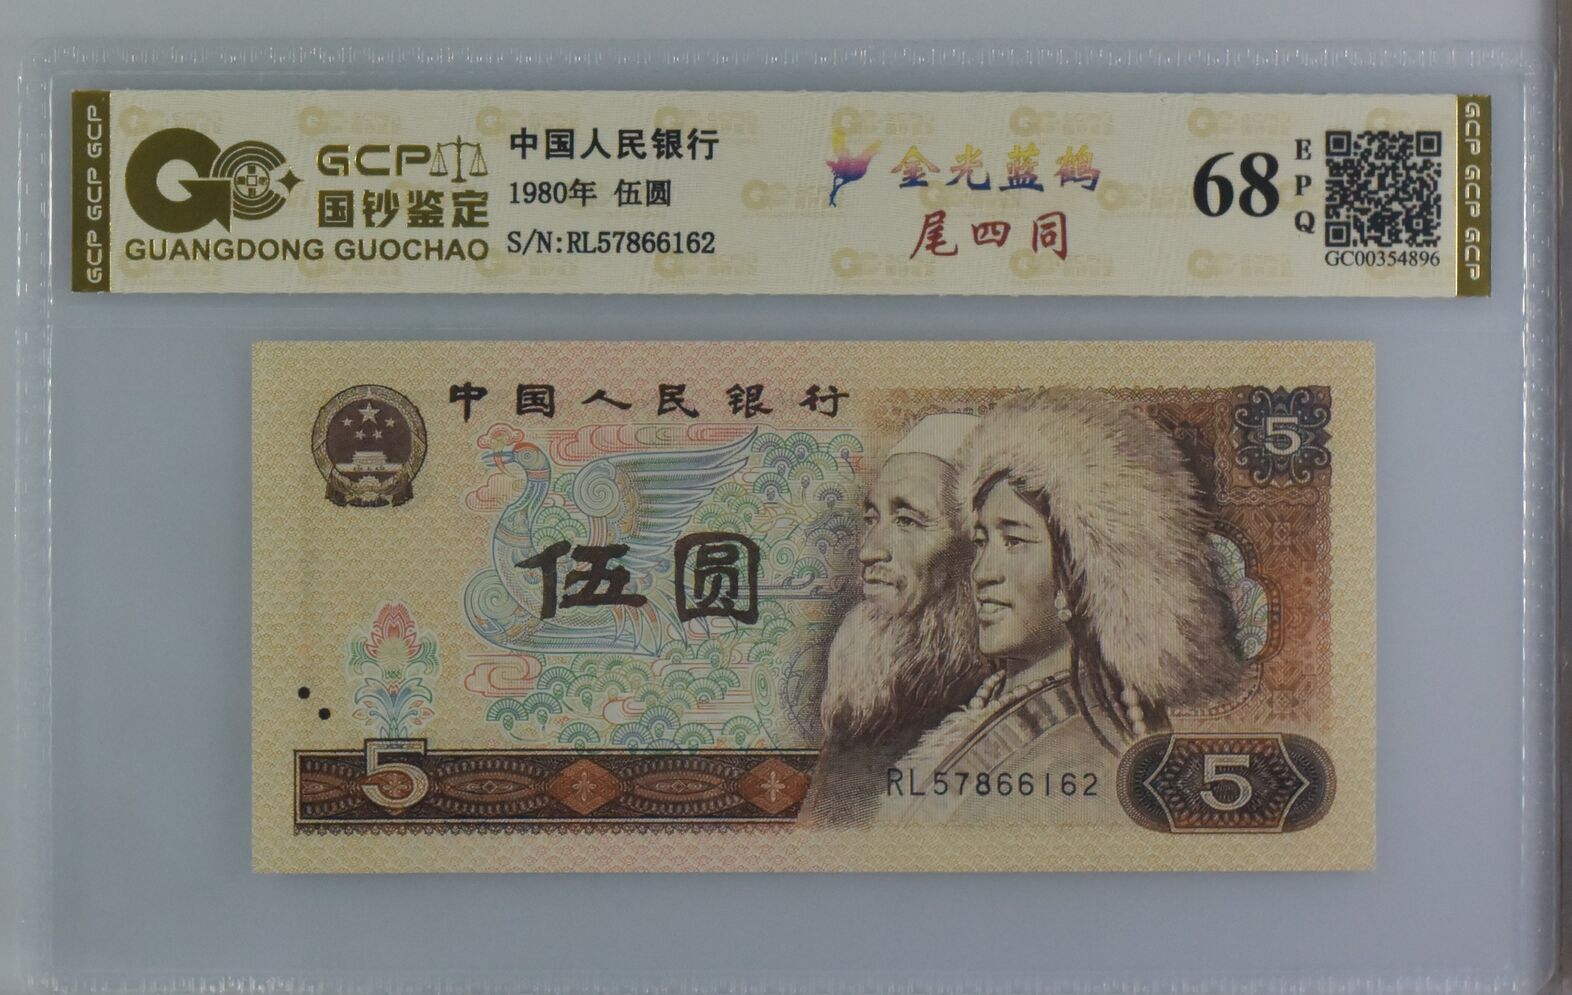 GCP GCP GCP
GCP
国钞鉴定
GUANGDONG GUOCHAO
中国人民银行
1980年 伍圆
S/N:RL57866162
金光蓝鹤
尾四同
68
EPQ
GC00354896
GCP GCP GCP
中国人民银行
5
伍圆
5
RL57866162
5